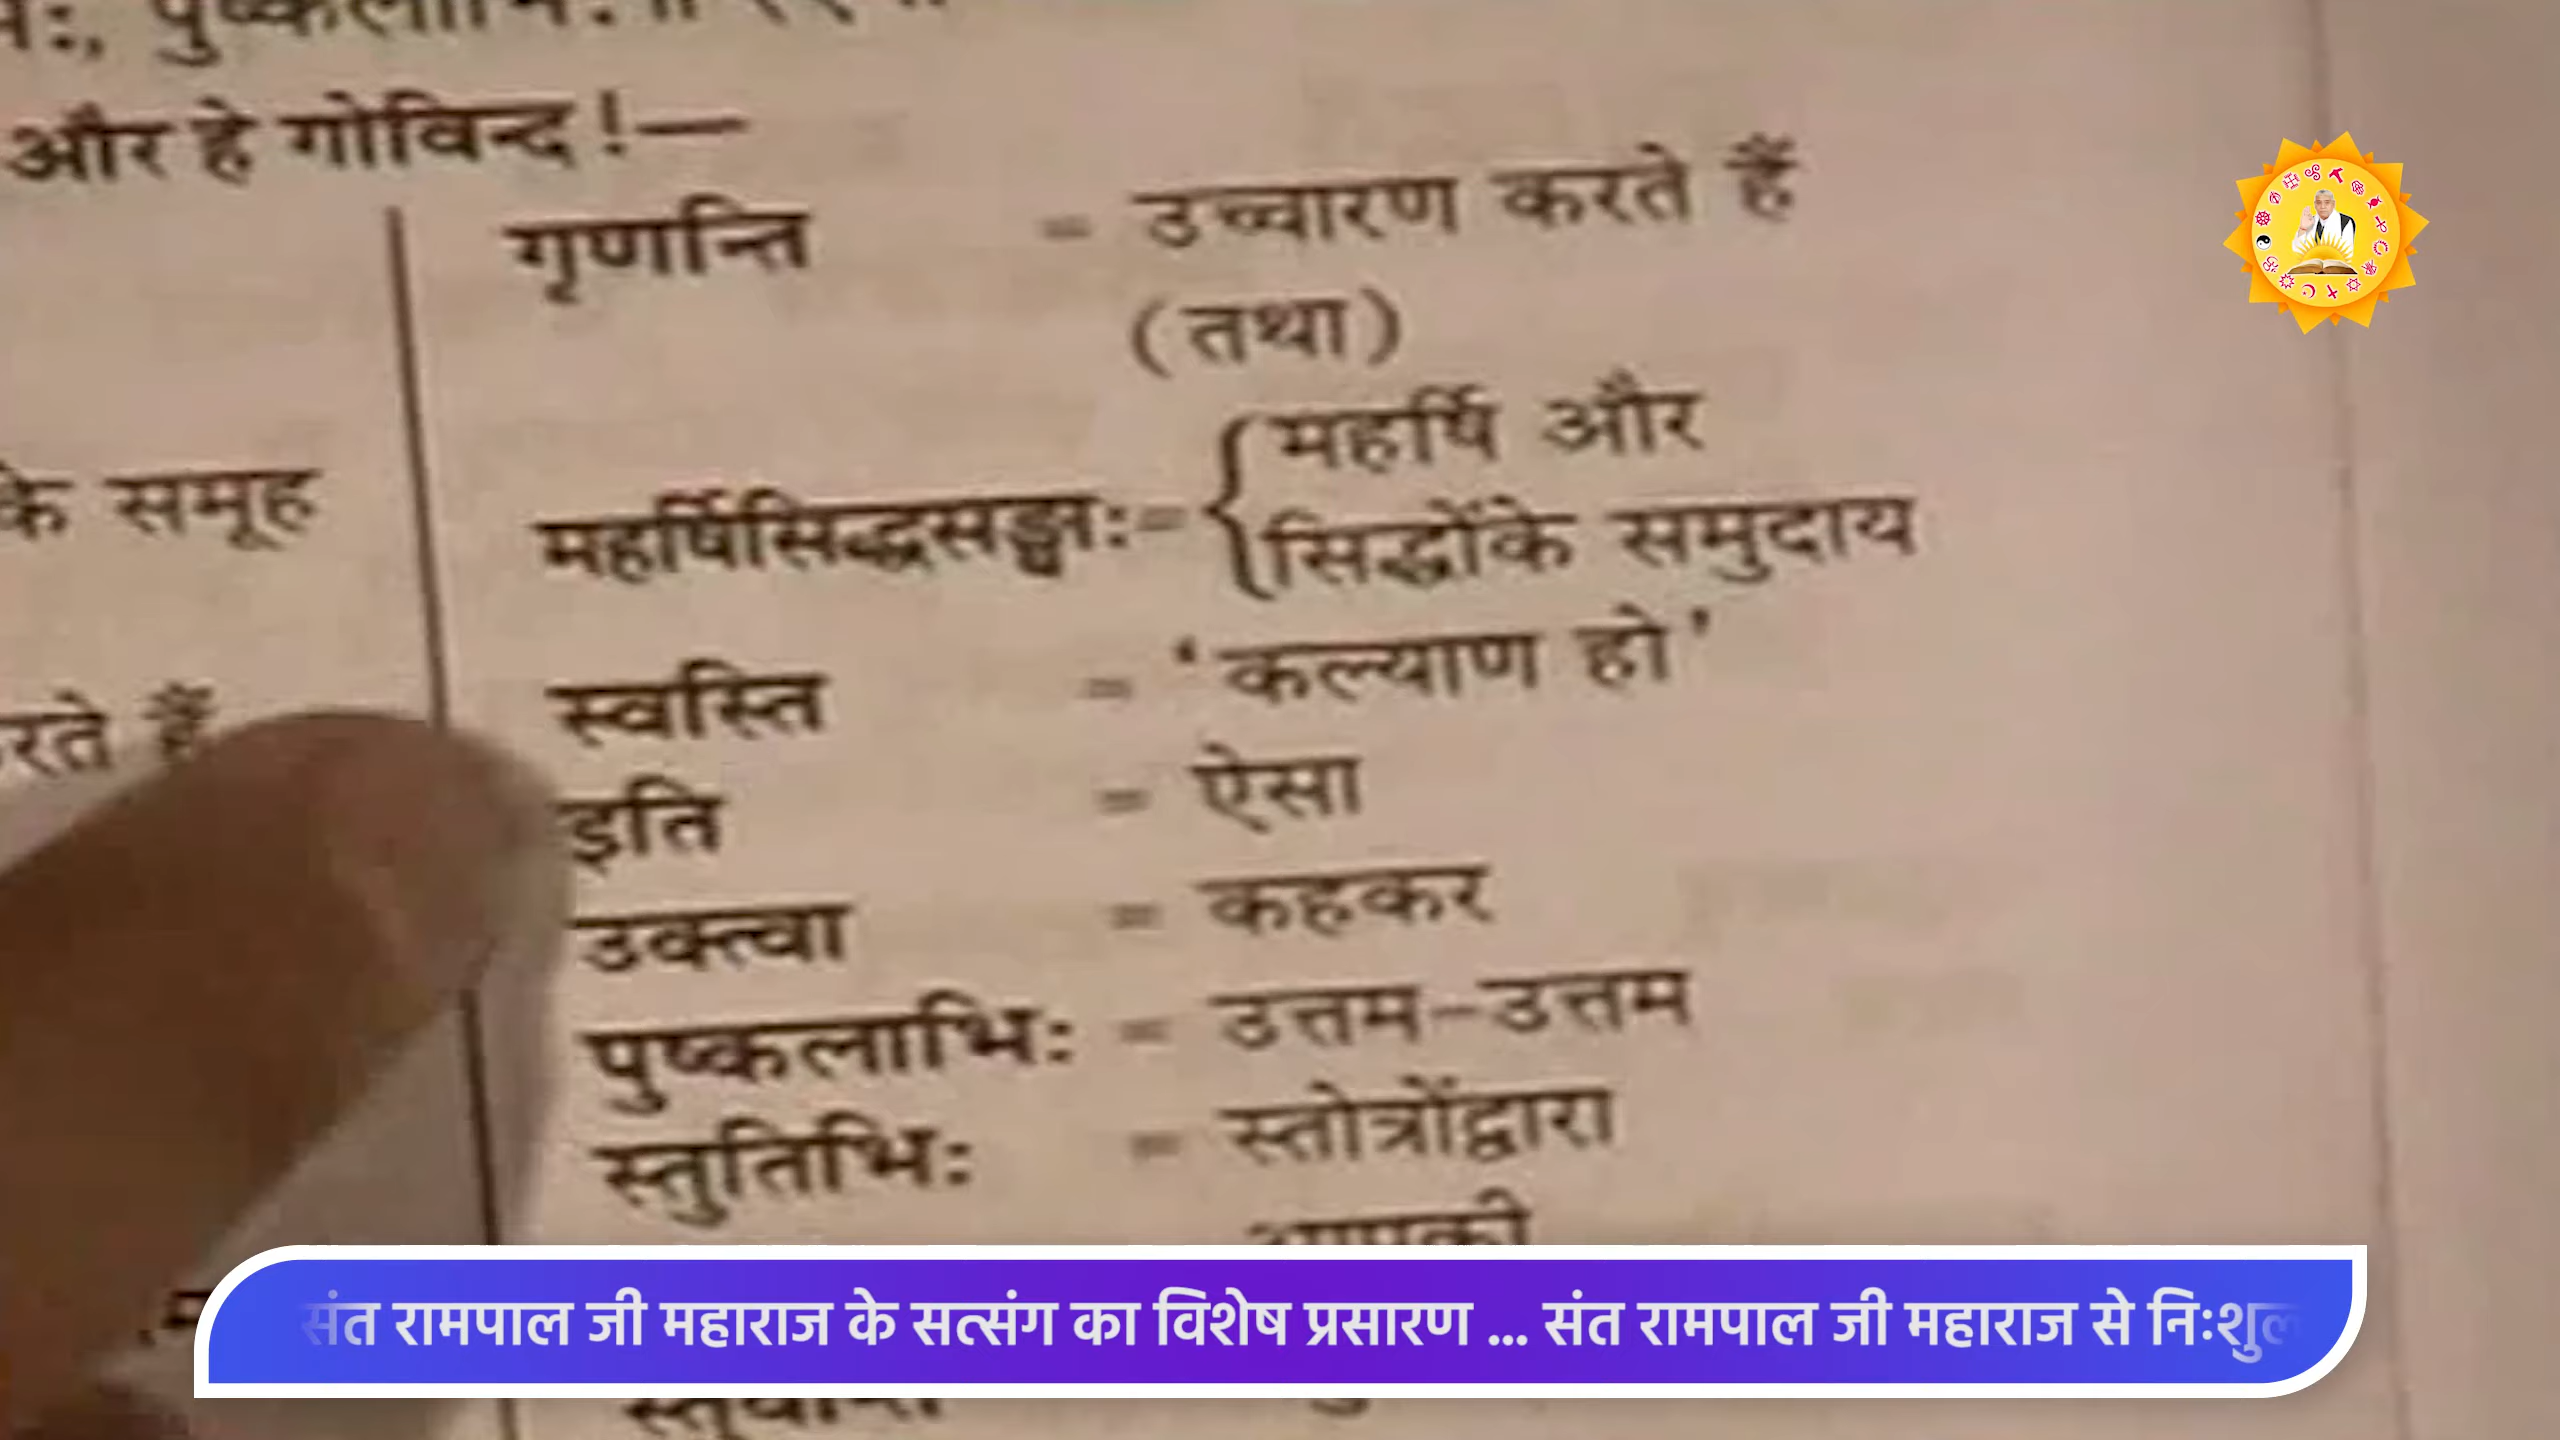 पुष्कलाभिः ॥
और हे गोविन्द!—
गृणन्ति = उच्चारण करते हैं
(तथा)
के समूह
महर्षिसिद्धसङ्घाः= { महर्षि और
सिद्धोंके समुदाय
स्वस्ति = 'कल्याण हो'
रते हैं
इति = ऐसा
उक्त्वा = कहकर
पुष्कलाभिः = उत्तम-उत्तम
स्तुतिभिः = स्तोत्रोंद्वारा
संत रामपाल जी महाराज के सत्संग का विशेष प्रसारण ... संत रामपाल जी महाराज से निःशुल